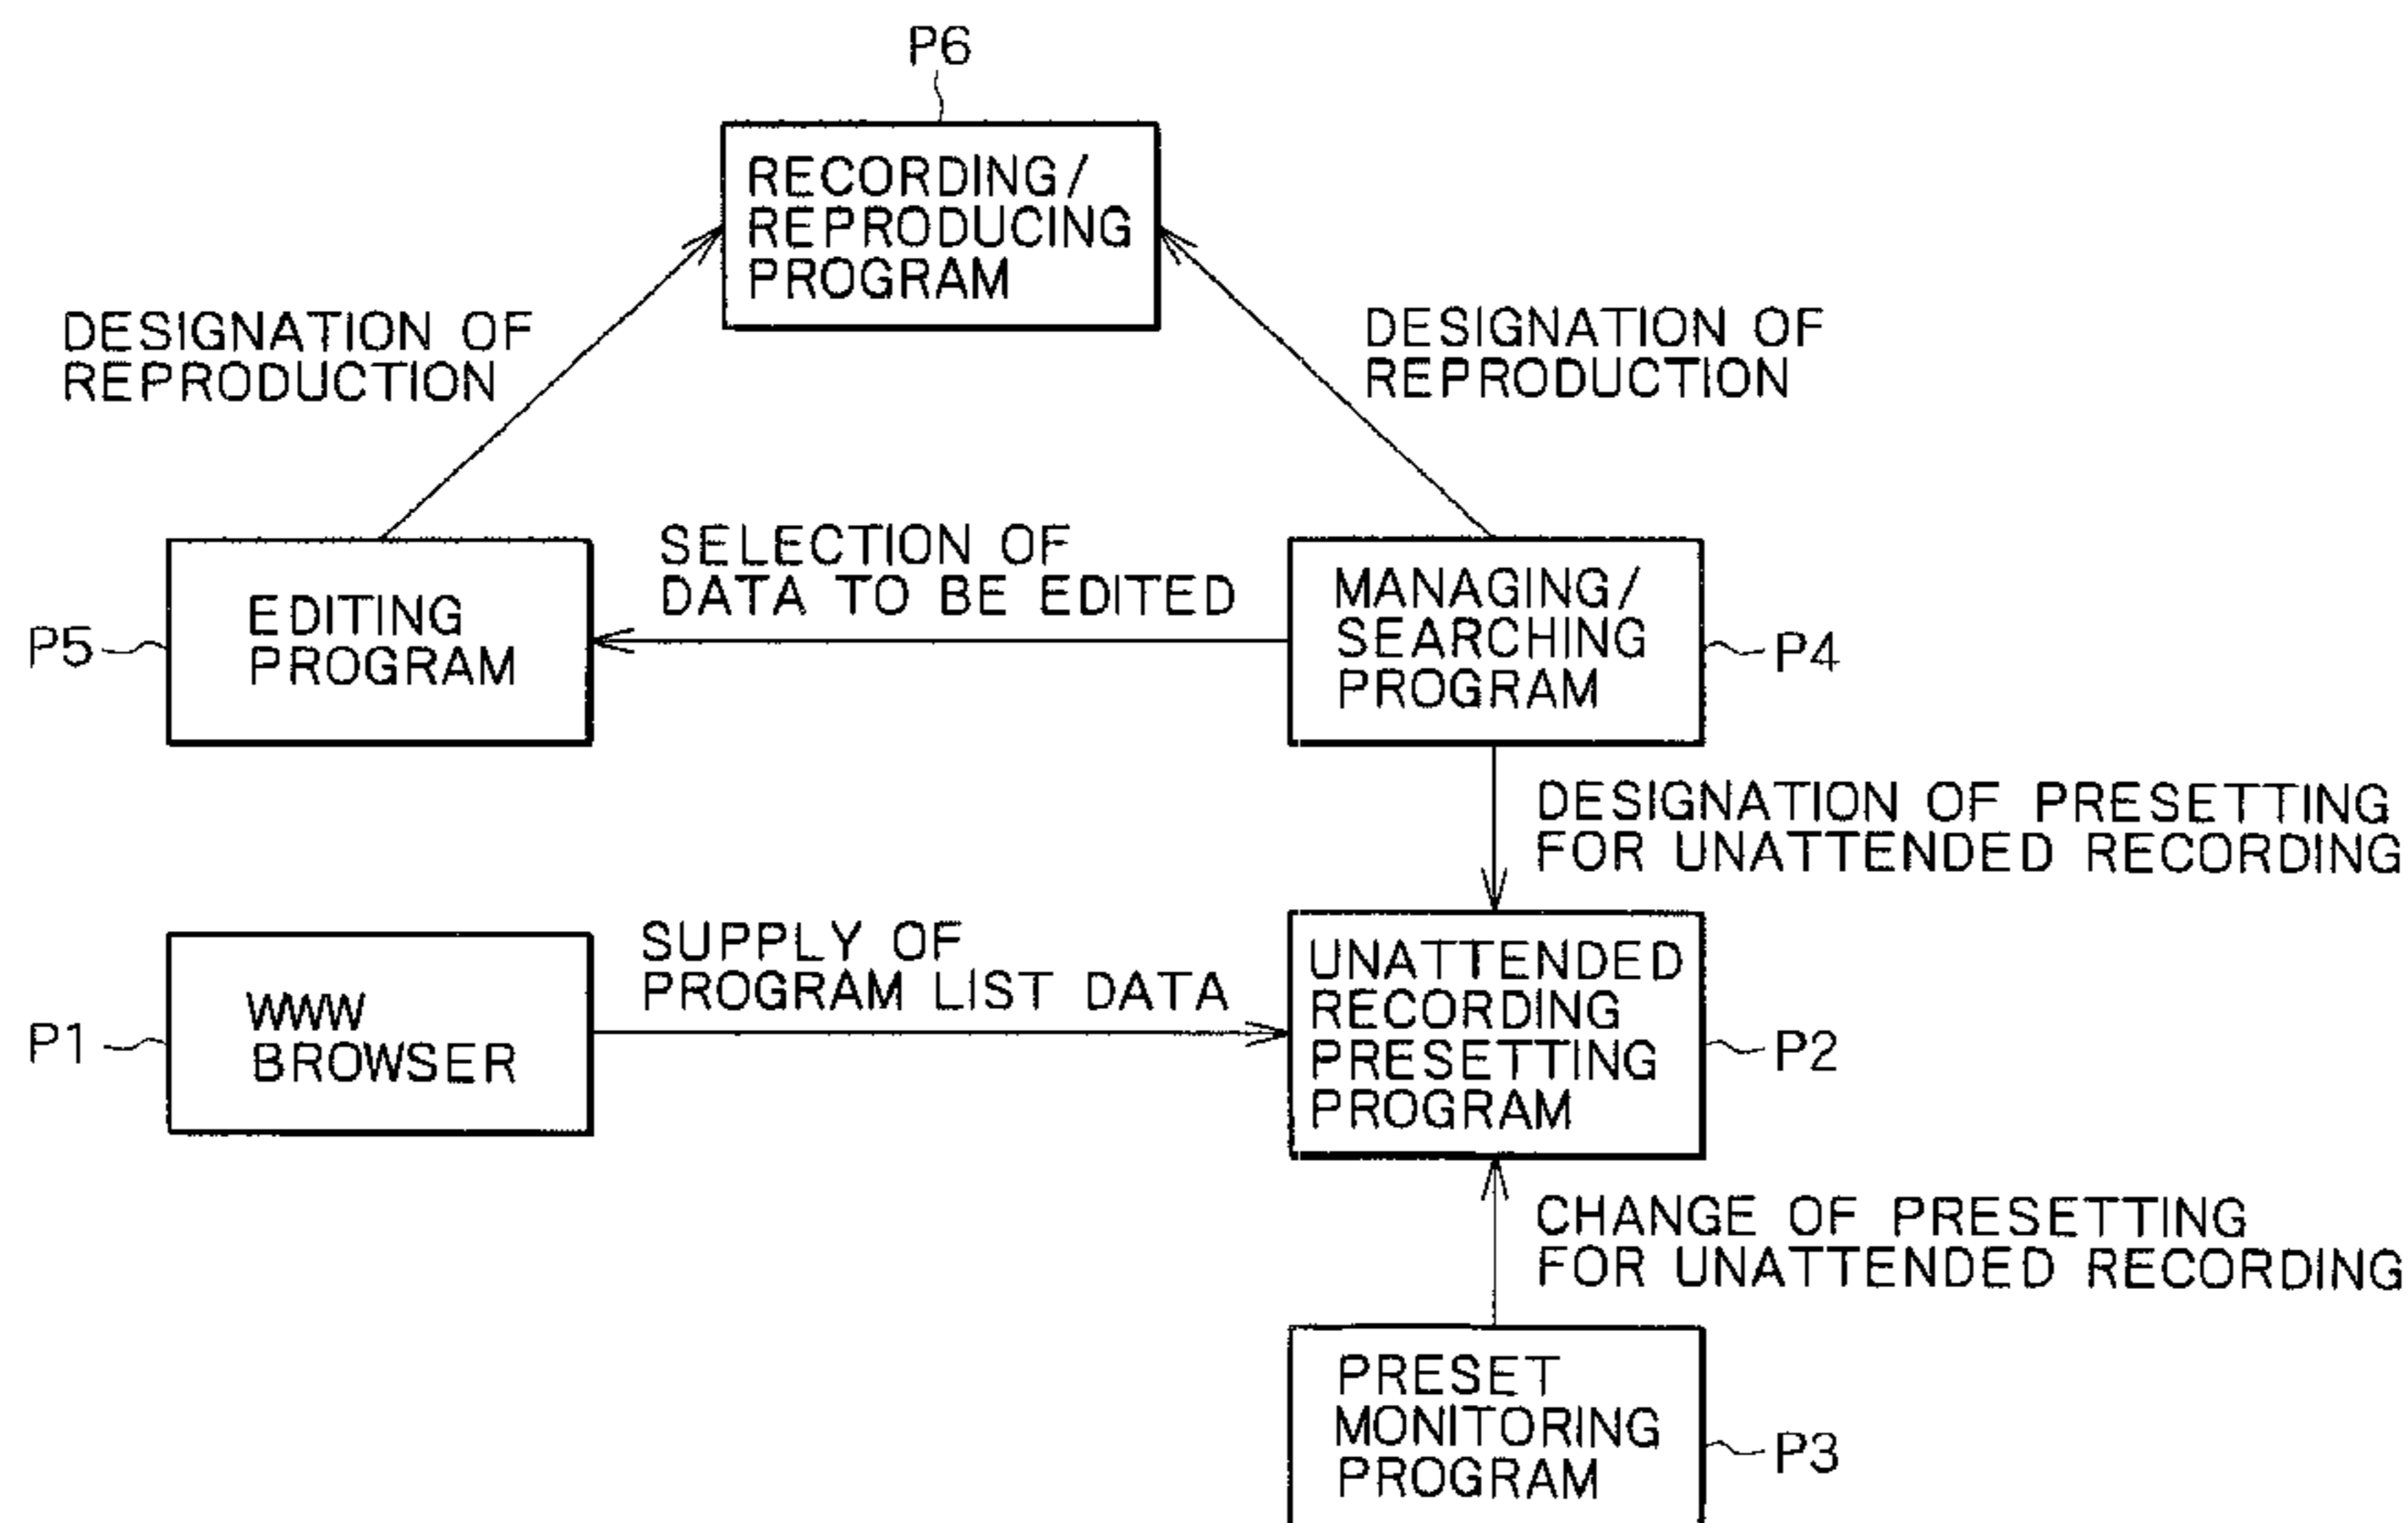 P6
RECORDING/
REPRODUCING
PROGRAM
DESIGNATION OF
REPRODUCTION
DESIGNATION OF
REPRODUCTION
P5
EDITING
PROGRAM
SELECTION OF
DATA TO BE EDITED
MANAGING/
SEARCHING
PROGRAM
P4
DESIGNATION OF PRESETTING
FOR UNATTENDED RECORDING
P1
WWW
BROWSER
SUPPLY OF
PROGRAM LIST DATA
UNATTENDED
RECORDING
PRESETTING
PROGRAM
P2
CHANGE OF PRESETTING
FOR UNATTENDED RECORDING
PRESET
MONITORING
PROGRAM
P3